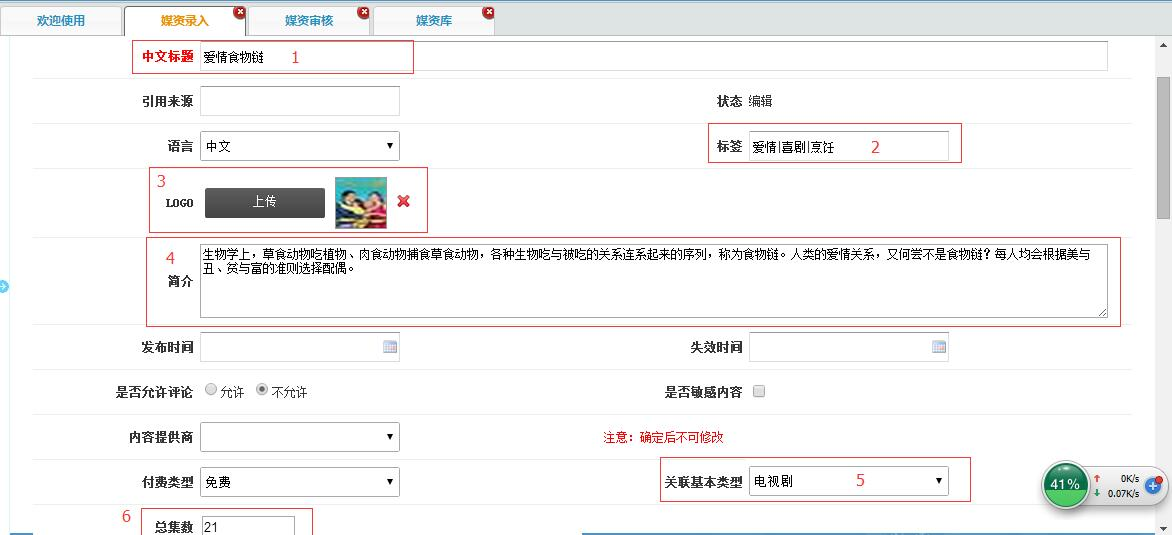 欢迎使用 媒资录入 媒资审核 媒资库
中文标题 爱情食物链 1
引用来源 状态 编辑
语言 中文 标签 爱情|喜剧|烹饪 2
3
LOGO 上传
4
生物学上，草食动物吃植物、肉食动物捕食草食动物，各种生物吃与被吃的关系连系起来的序列，称为食物链。人类的爱情关系，又何尝不是食物链？每人均会根据美与
丑、贫与富的准则选择配偶。
简介
发布时间 失效时间
是否允许评论 允许 不允许 是否敏感内容
内容提供商 注意：确定后不可修改
付费类型 免费 关联基本类型 电视剧 5
41% 0K/s
0.07K/s
6
总集数 21